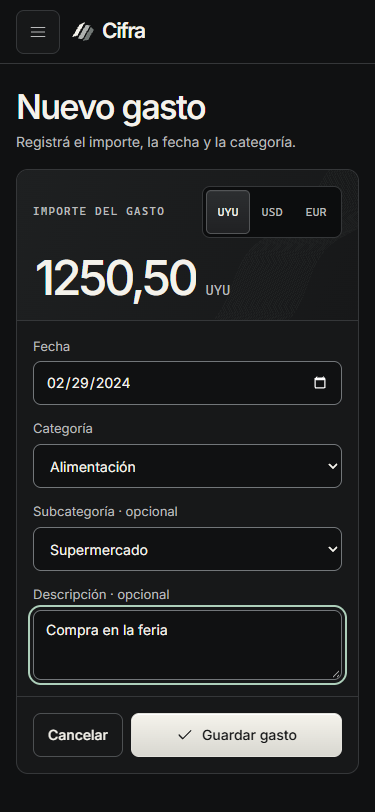 Cifra
Nuevo gasto
Registrá el importe, la fecha y la categoría.
IMPORTE DEL GASTO
UYU USD EUR
1250,50 UYU
Fecha
02/29/2024
Categoría
Alimentación
Subcategoría · opcional
Supermercado
Descripción · opcional
Compra en la feria
Cancelar
Guardar gasto